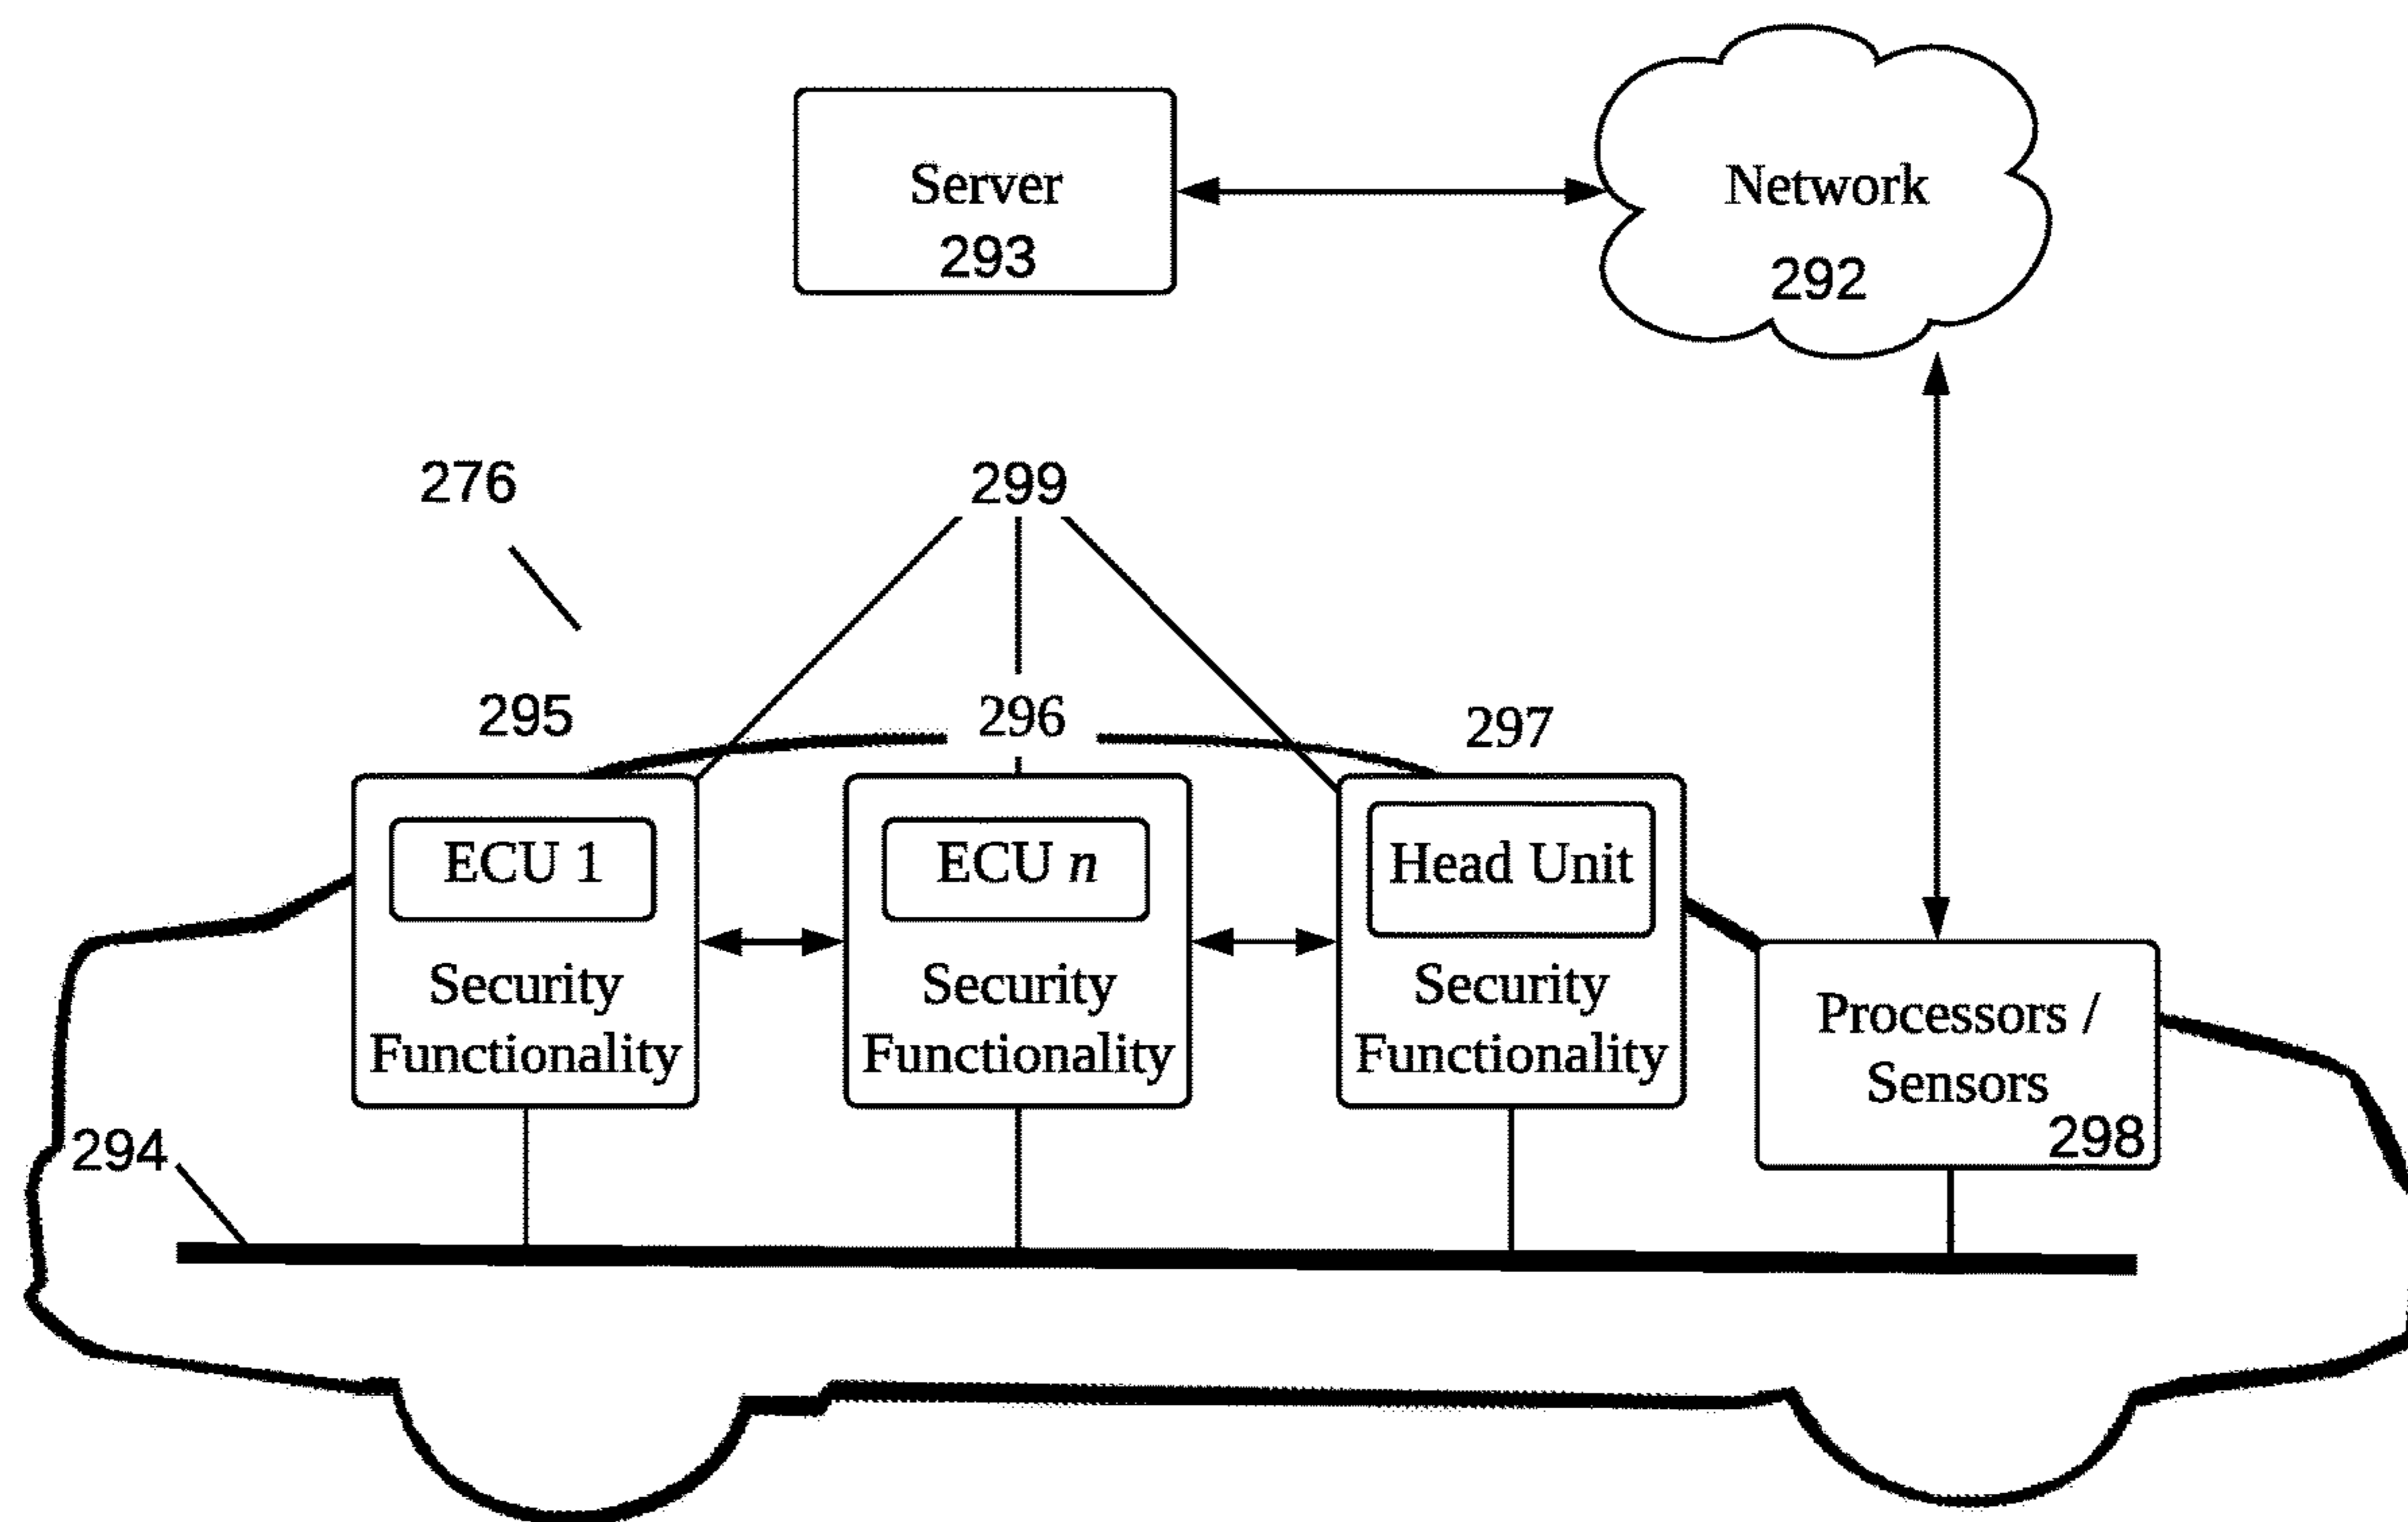 Server
293
Network
292
276
299
295
296
297
ECU 1
Security
Functionality
ECU n
Security
Functionality
Head Unit
Security
Functionality
Processors /
Sensors
298
294